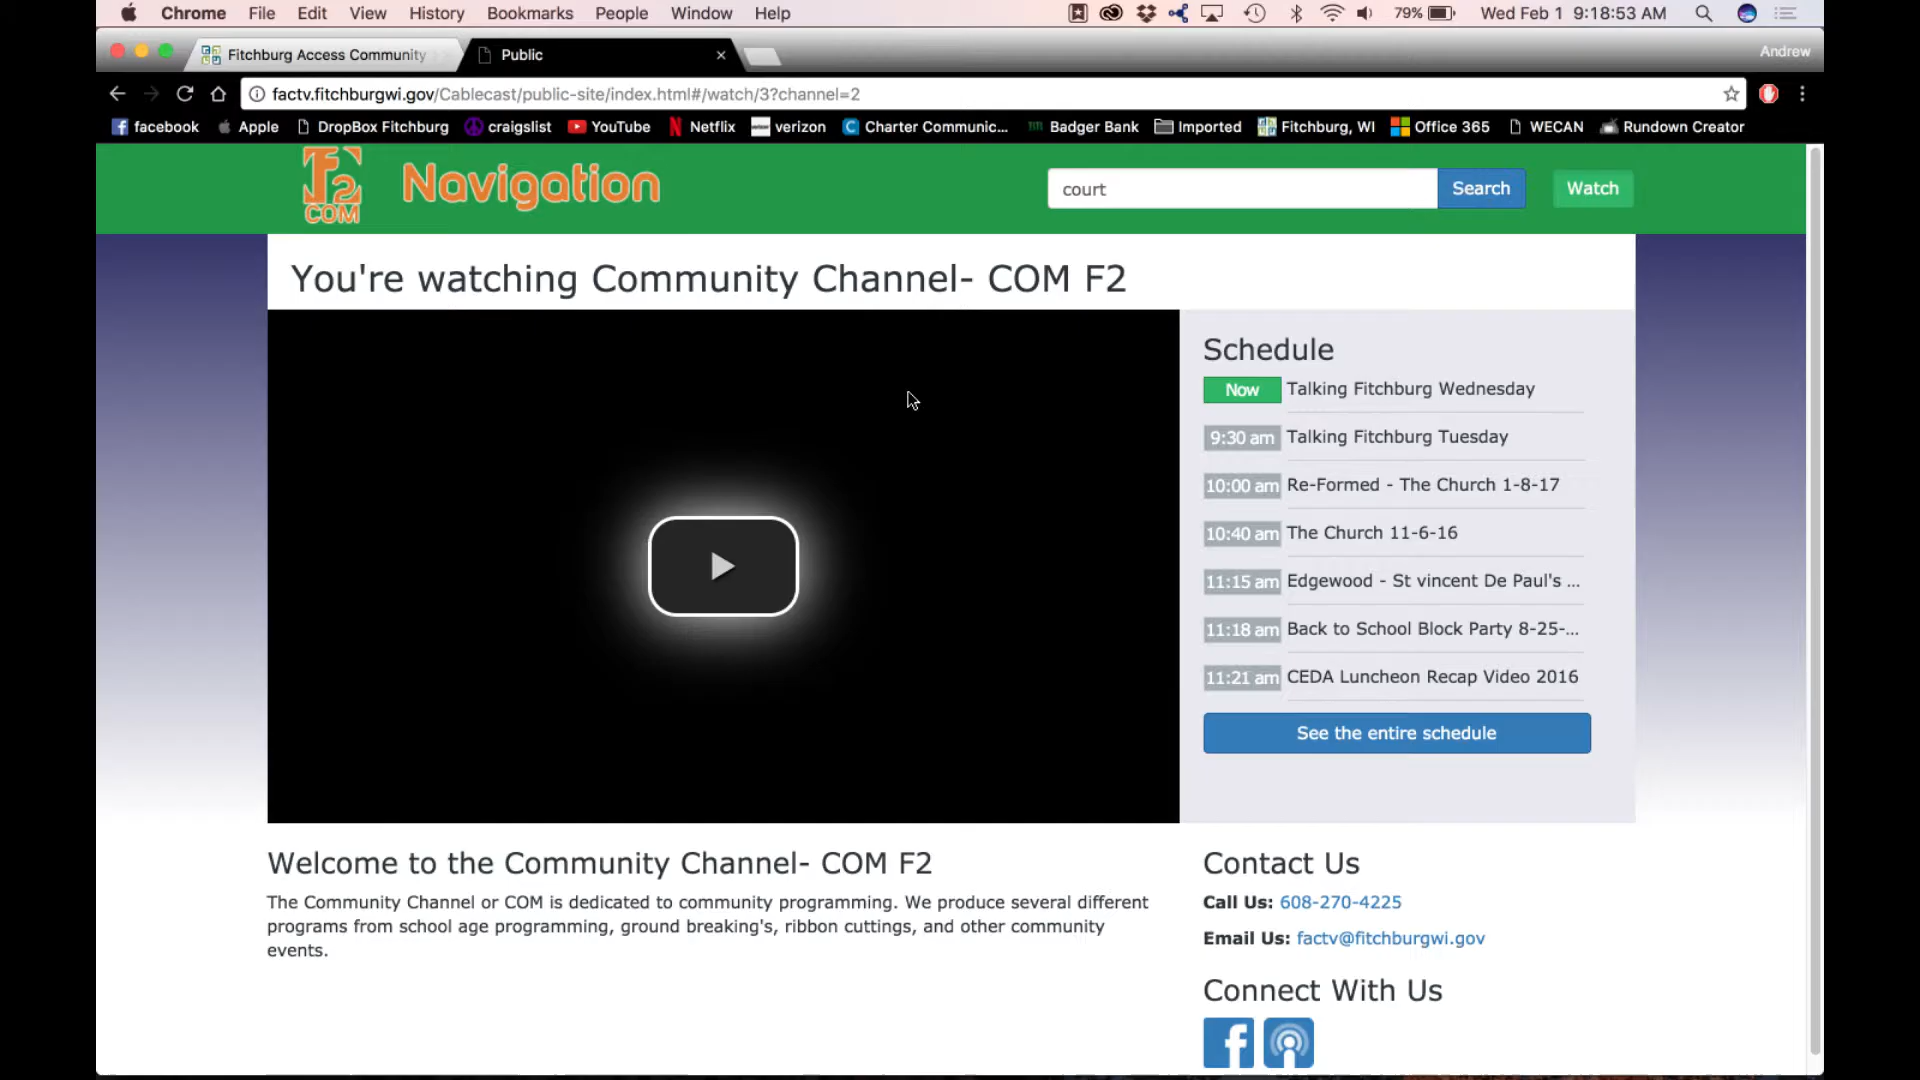 Chrome File Edit View History Bookmarks People Window Help 79% Wed Feb 1 9:18:53 AM
Fitchburg Access Community Public Andrew
factv.fitchburgwi.gov/Cablecast/public-site/index.html#/watch/3?channel=2
facebook Apple DropBox Fitchburg craigslist YouTube Netflix verizon Charter Communic... Badger Bank Imported Fitchburg, WI Office 365 WECAN Rundown Creator
F2 COM Navigation court Search Watch
You're watching Community Channel- COM F2
Schedule
Now Talking Fitchburg Wednesday
9:30 am Talking Fitchburg Tuesday
10:00 am Re-Formed - The Church 1-8-17
10:40 am The Church 11-6-16
11:15 am Edgewood - St vincent De Paul's ...
11:18 am Back to School Block Party 8-25-...
11:21 am CEDA Luncheon Recap Video 2016
See the entire schedule
Welcome to the Community Channel- COM F2
The Community Channel or COM is dedicated to community programming. We produce several different
programs from school age programming, ground breaking's, ribbon cuttings, and other community
events.
Contact Us
Call Us: 608-270-4225
Email Us: factv@fitchburgwi.gov
Connect With Us